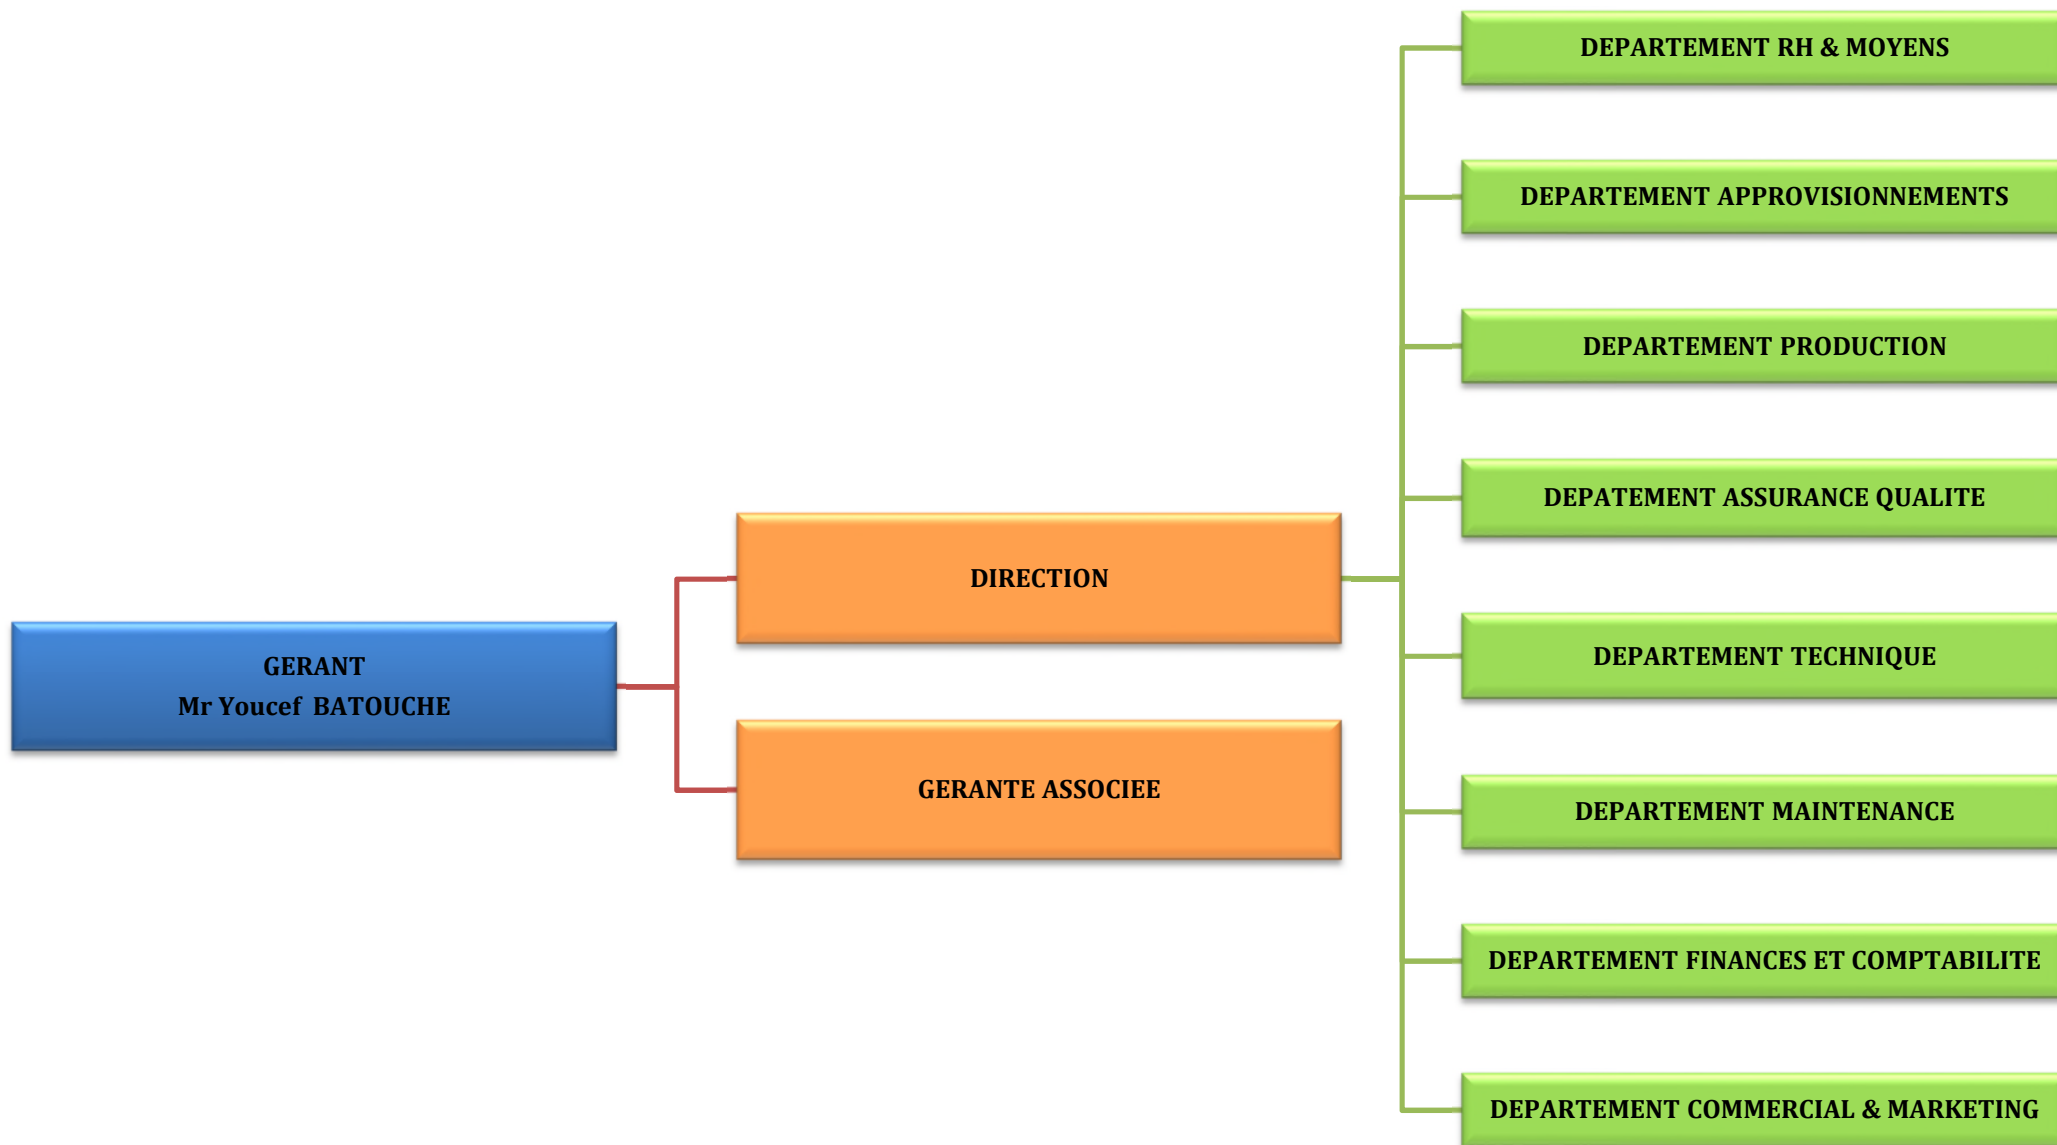 GERANT
Mr Youcef BATOUCHE
DIRECTION
GERANTE ASSOCIEE
DEPARTEMENT RH & MOYENS
DEPARTEMENT APPROVISIONNEMENTS
DEPARTEMENT PRODUCTION
DEPATEMENT ASSURANCE QUALITE
DEPARTEMENT TECHNIQUE
DEPARTEMENT MAINTENANCE
DEPARTEMENT FINANCES ET COMPTABILITE
DEPARTEMENT COMMERCIAL & MARKETING